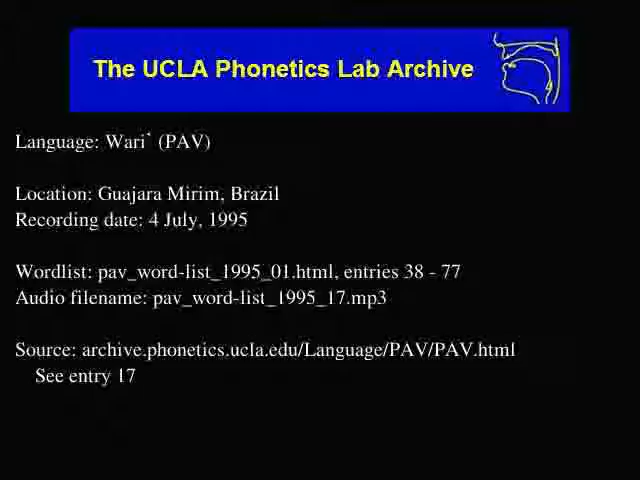 The UCLA Phonetics Lab Archive
Language: Wari` (PAV)
Location: Guajara Mirim, Brazil
Recording date: 4 July, 1995
Wordlist: pav_word-list_1995_01.html, entries 38 - 77
Audio filename: pav_word-list_1995_17.mp3
Source: archive.phonetics.ucla.edu/Language/PAV/PAV.html
See entry 17